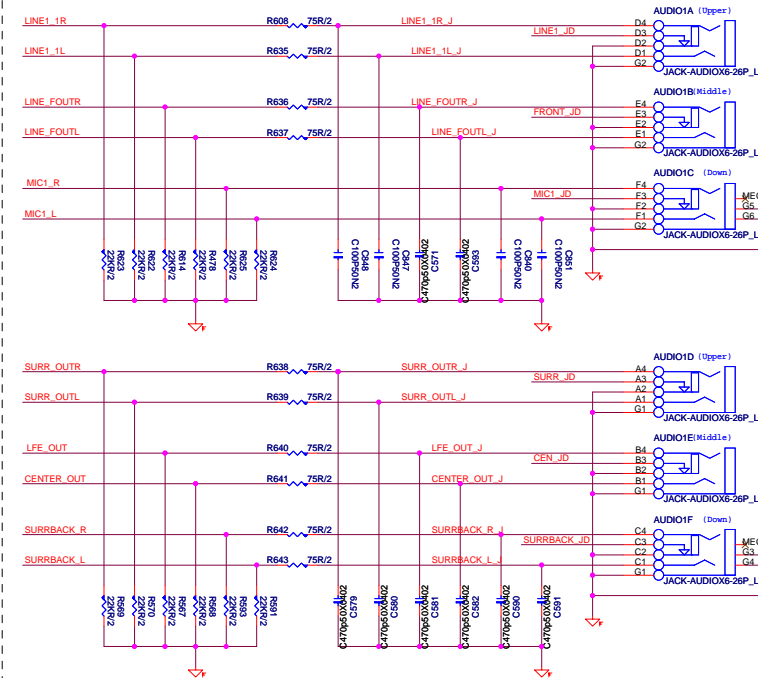 AUDIO1A (Upper)
LINE1_1R R608 75R/2 LINE1_1R_J D4
LINE1_JD D3
D2
LINE1_1L R635 75R/2 LINE1_1L_J D1
G2
JACK-AUDIOX6-26P_L
AUDIO1B (Middle)
LINE_FOUTR R636 75R/2 LINE_FOUTR_J E4
FRONT_JD E3
E2
LINE_FOUTL R637 75R/2 LINE_FOUTL_J E1
G2
JACK-AUDIOX6-26P_L
AUDIO1C (Down)
MIC1_R F4
MIC1_JD F3 MEC
F2 G5
MIC1_L F1 G6
G2
JACK-AUDIOX6-26P_L
R623 22KR/2
R622 22KR/2
R614 22KR/2
R478 22KR/2
R625 22KR/2
R624 22KR/2
C848 C100P50N2
C847 C100P50N2
C571 C470p50X0402
C593 C470p50X0402
C840 C100P50N2
C851 C100P50N2
AUDIO1D (Upper)
SURR_OUTR R638 75R/2 SURR_OUTR_J A4
SURR_JD A3
A2
SURR_OUTL R639 75R/2 SURR_OUTL_J A1
G1
JACK-AUDIOX6-26P_L
AUDIO1E (Middle)
LFE_OUT R640 75R/2 LFE_OUT_J B4
CEN_JD B3
B2
CENTER_OUT R641 75R/2 CENTER_OUT_J B1
G1
JACK-AUDIOX6-26P_L
AUDIO1F (Down)
SURRBACK_R R642 75R/2 SURRBACK_R_J C4
SURRBACK_JD C3 MEC
C2 G3
SURRBACK_L R643 75R/2 SURRBACK_L_J C1 G4
G1
JACK-AUDIOX6-26P_L
R569 22KR/2
R570 22KR/2
R567 22KR/2
R568 22KR/2
R593 22KR/2
R591 22KR/2
C579 C470p50X0402
C580 C470p50X0402
C581 C470p50X0402
C582 C470p50X0402
C590 C470p50X0402
C591 C470p50X0402